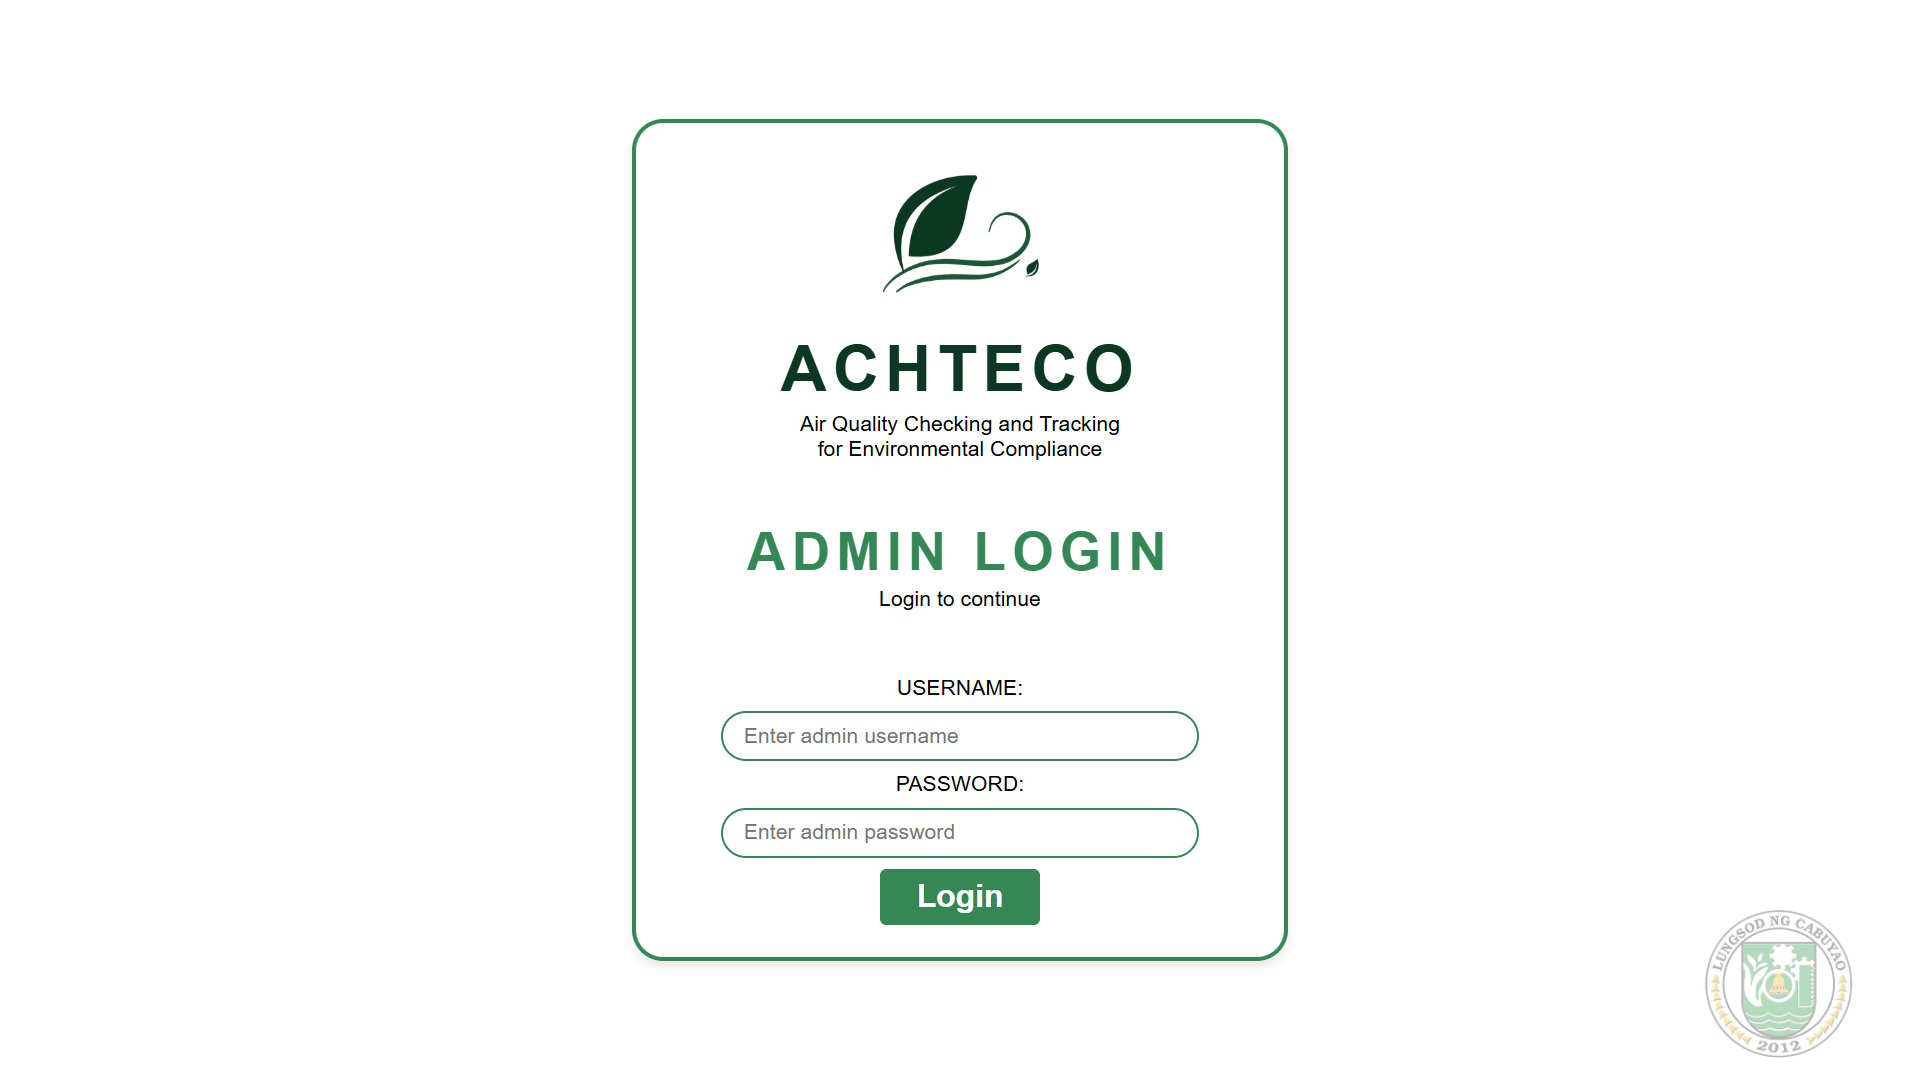 ACHTECO
Air Quality Checking and Tracking
for Environmental Compliance
ADMIN LOGIN
Login to continue
USERNAME:
Enter admin username
PASSWORD:
Enter admin password
Login
LUNGSOD NG CABUYAO
2012